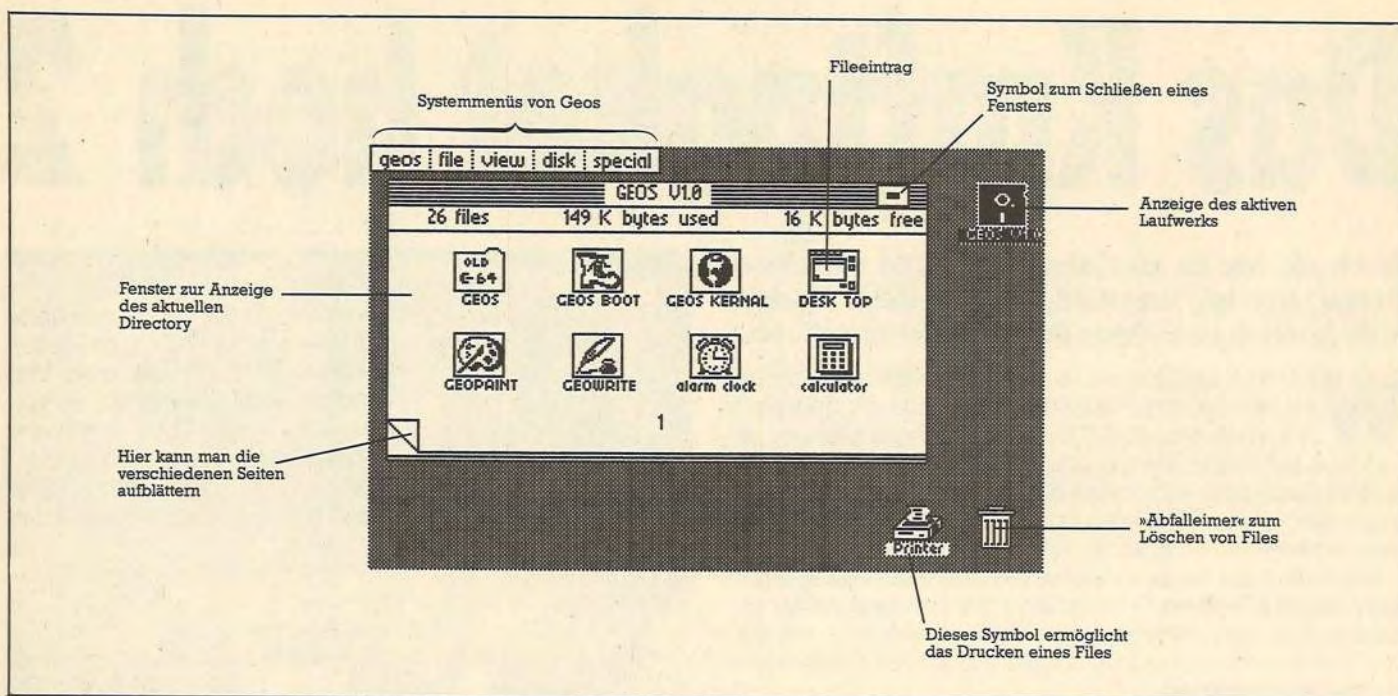 Fileeintrag
Systemmenüs von Geos
Symbol zum Schließen eines
Fensters
geos file view disk special
GEOS V1.0
26 files 149 K bytes used 16 K bytes free
Anzeige des aktiven
Laufwerks
Fenster zur Anzeige
des aktuellen
Directory
OLD
C-64
GEOS GEOS BOOT GEOS KERNAL DESK TOP
GEOPAINT GEOWRITE alarm clock calculator
1
Hier kann man die
verschiedenen Seiten
aufblättern
Printer
»Abfalleimer« zum
Löschen von Files
Dieses Symbol ermöglicht
das Drucken eines Files